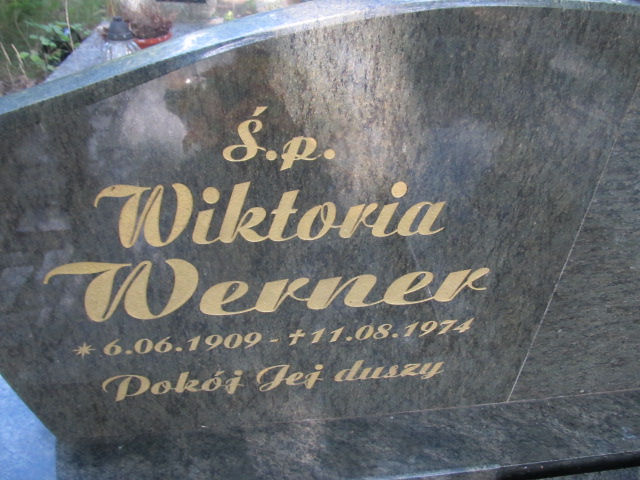 Ś.p.
Wiktoria
Werner
* 6.06.1909 - † 11.08.1974
Pokój Jej duszy